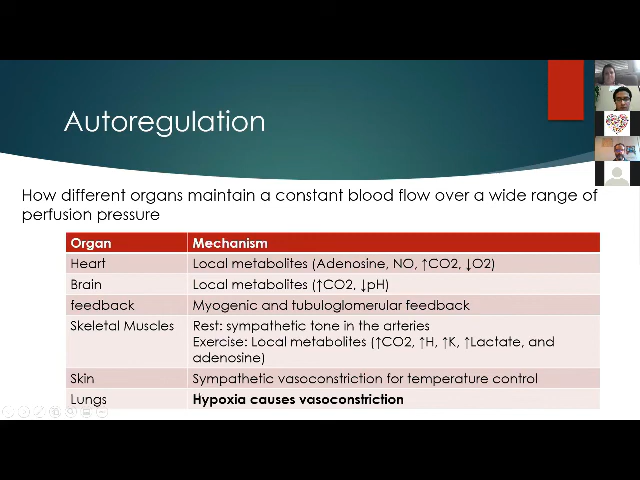 Autoregulation
How different organs maintain a constant blood flow over a wide range of
perfusion pressure
Organ Mechanism
Heart Local metabolites (Adenosine, NO, ↑CO2, ↓O2)
Brain Local metabolites (↑CO2, ↓pH)
feedback Myogenic and tubuloglomerular feedback
Skeletal Muscles Rest: sympathetic tone in the arteries
Exercise: Local metabolites (↑CO2, ↑H, ↑K, ↑Lactate, and
adenosine)
Skin Sympathetic vasoconstriction for temperature control
Lungs Hypoxia causes vasoconstriction